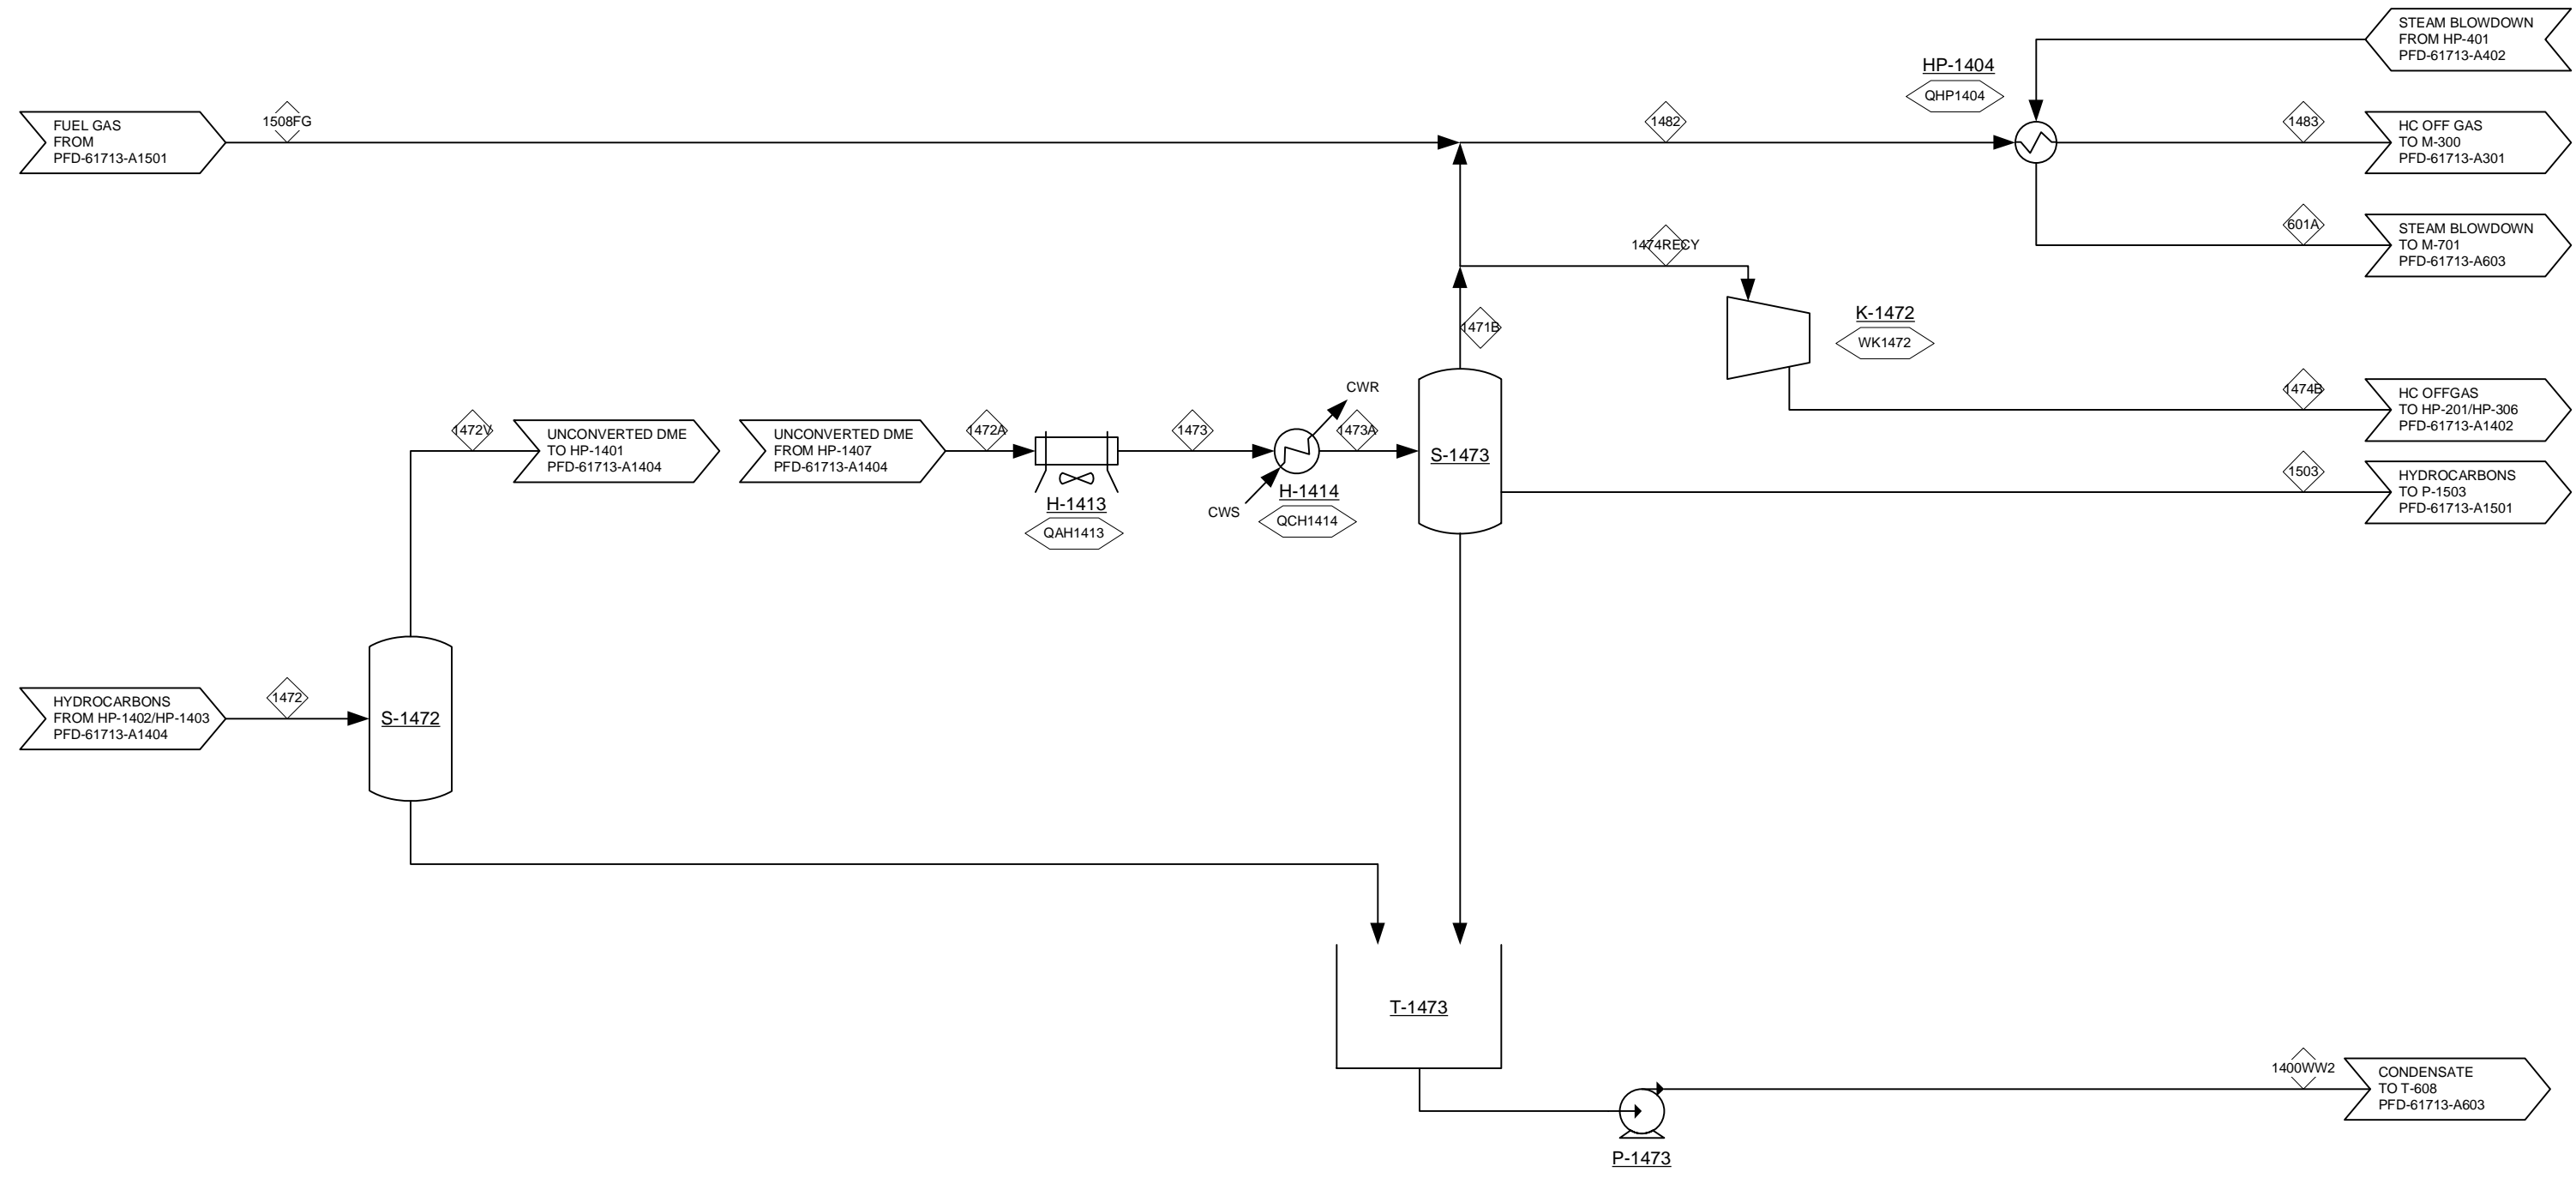 STEAM BLOWDOWN
FROM HP-401
PFD-61713-A402
HP-1404
QHP1404
FUEL GAS
FROM
PFD-61713-A1501
1508FG
1482
1483
HC OFF GAS
TO M-300
PFD-61713-A301
601A
STEAM BLOWDOWN
TO M-701
PFD-61713-A603
1474RECY
K-1472
WK1472
1471B
1474B
HC OFFGAS
TO HP-201/HP-306
PFD-61713-A1402
1472V
UNCONVERTED DME
TO HP-1401
PFD-61713-A1404
UNCONVERTED DME
FROM HP-1407
PFD-61713-A1404
1472A
H-1413
QAH1413
1473
CWR
CWS
H-1414
QCH1414
1473A
S-1473
1503
HYDROCARBONS
TO P-1503
PFD-61713-A1501
HYDROCARBONS
FROM HP-1402/HP-1403
PFD-61713-A1404
1472
S-1472
T-1473
P-1473
1400WW2
CONDENSATE
TO T-608
PFD-61713-A603